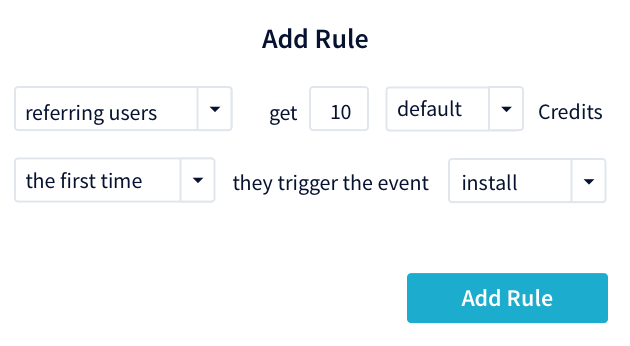 Add Rule
referring users get 10 default Credits
the first time they trigger the event install
Add Rule